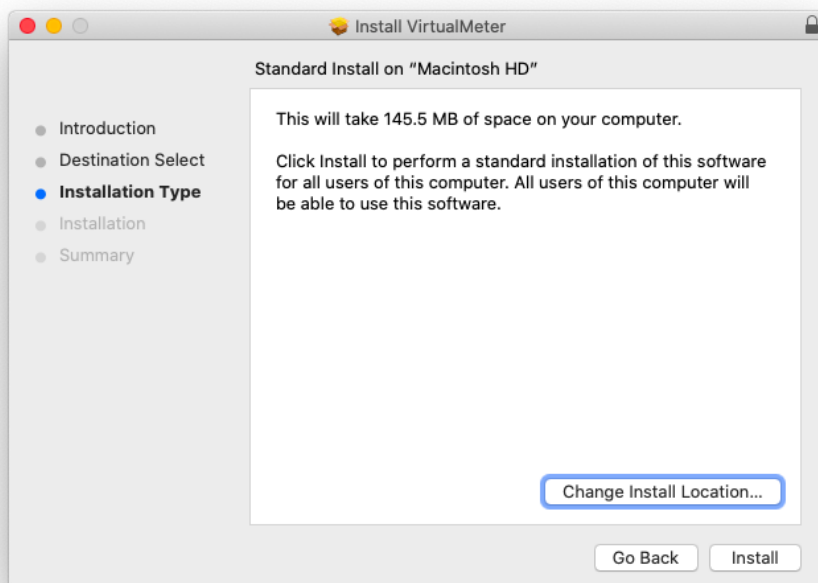 Install VirtualMeter
Standard Install on “Macintosh HD”
Introduction
Destination Select
Installation Type
Installation
Summary
This will take 145.5 MB of space on your computer.
Click Install to perform a standard installation of this software
for all users of this computer. All users of this computer will
be able to use this software.
Change Install Location...
Go Back
Install